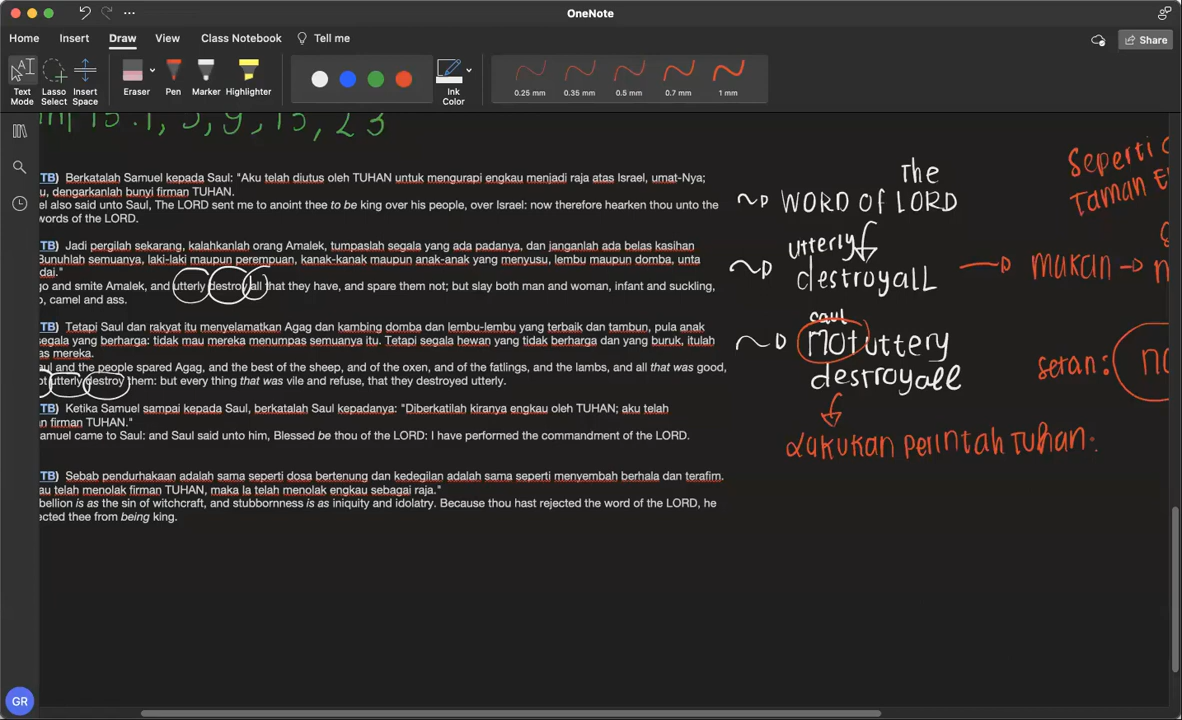 OneNote
Home Insert Draw View Class Notebook Tell me
Share
Text Mode
Lasso Select
Insert Space
Eraser
Pen
Marker
Highlighter
Ink Color
0.25 mm
0.35 mm
0.5 mm
0.7 mm
1 mm
15:1, 3, 9, 13, 23
TB) Berkatalah Samuel kepada Saul: "Aku telah diutus oleh TUHAN untuk mengurapi engkau menjadi raja atas Israel, umat-Nya;
u, dengarkanlah bunyi firman TUHAN.
el also said unto Saul, The LORD sent me to anoint thee to be king over his people, over Israel: now therefore hearken thou unto the
words of the LORD.
TB) Jadi pergilah sekarang, kalahkanlah orang Amalek, tumpaslah segala yang ada padanya, dan janganlah ada belas kasihan
Bunuhlah semuanya, laki-laki maupun perempuan, kanak-kanak maupun anak-anak yang menyusu, lembu maupun domba, unta
dai."
go and smite Amalek, and utterly destroy all that they have, and spare them not; but slay both man and woman, infant and suckling,
p, camel and ass.
TB) Tetapi Saul dan rakyat itu menyelamatkan Agag dan kambing domba dan lembu-lembu yang terbaik dan tambun, pula anak
segala yang berharga: tidak mau mereka menumpas semuanya itu. Tetapi segala hewan yang tidak berharga dan yang buruk, itulah
as mereka.
ul and the people spared Agag, and the best of the sheep, and of the oxen, and of the fatlings, and the lambs, and all that was good,
utterly destroy them: but every thing that was vile and refuse, that they destroyed utterly.
TB) Ketika Samuel sampai kepada Saul, berkatalah Saul kepadanya: "Diberkatilah kiranya engkau oleh TUHAN; aku telah
n firman TUHAN."
amuel came to Saul: and Saul said unto him, Blessed be thou of the LORD: I have performed the commandment of the LORD.
TB) Sebab pendurhakaan adalah sama seperti dosa bertenung dan kedegilan adalah sama seperti menyembah berhala dan terafim.
au telah menolak firman TUHAN, maka Ia telah menolak engkau sebagai raja."
bellion is as the sin of witchcraft, and stubbornness is as iniquity and idolatry. Because thou hast rejected the word of the LORD, he
ected thee from being king.
The
WORD OF LORD
utterly
destroyall
saul
not uttery
destroyall
Lakukan perintah Tuhan:
Seperti
Taman E
makan
setan:
GR